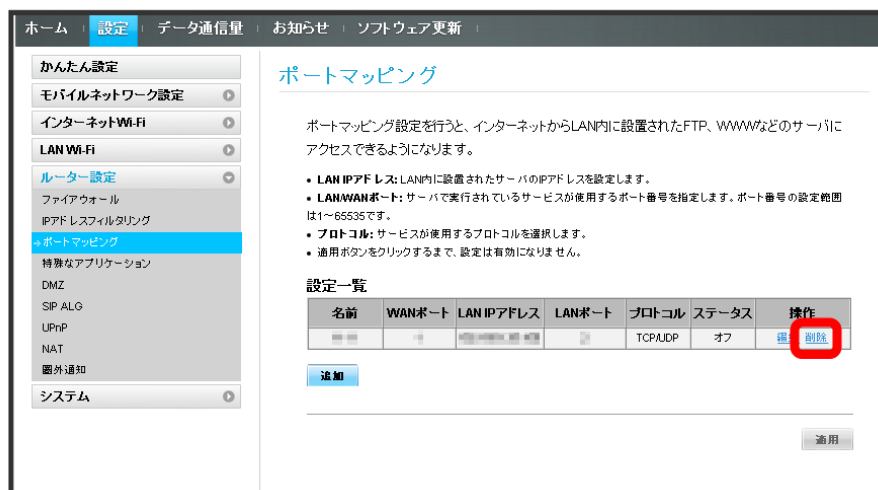 ホーム 設定 データ通信量 お知らせ ソフトウェア更新
かんたん設定
モバイルネットワーク設定
インターネットWi-Fi
LAN Wi-Fi
ルーター設定
ファイアウォール
IPアドレスフィルタリング
ポートマッピング
特殊なアプリケーション
DMZ
SIP ALG
UPnP
NAT
圏外通知
システム
ポートマッピング
ポートマッピング設定を行うと、インターネットからLAN内に設置されたFTP、WWWなどのサーバに
アクセスできるようになります。
• LAN IPアドレス: LAN内に設置されたサーバのIPアドレスを設定します。
• LAN/WANポート: サーバで実行されているサービスが使用するポート番号を指定します。ポート番号の設定範囲
は1～65535です。
• プロトコル: サービスが使用するプロトコルを選択します。
• 適用ボタンをクリックするまで、設定は有効になりません。
設定一覧
名前 WANポート LAN IPアドレス LANポート プロトコル ステータス 操作
TCP/UDP オフ 削除
追加
適用